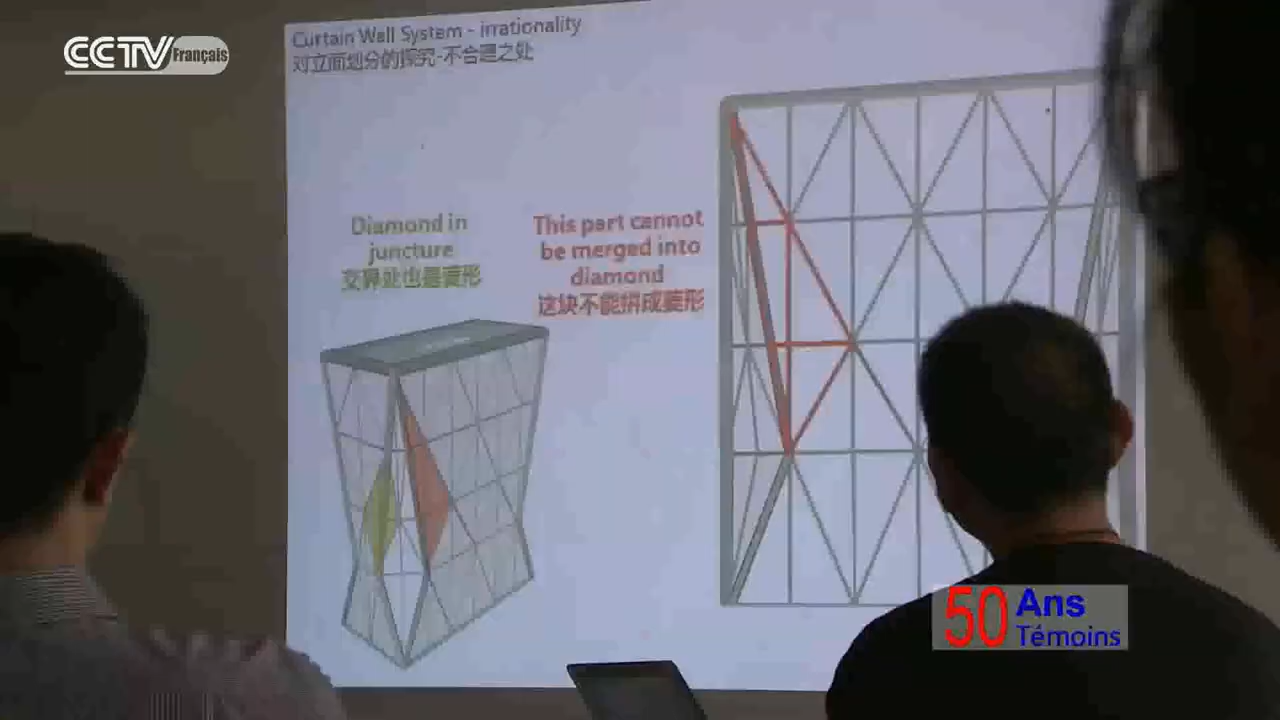 CCTV Français
Curtain Wall System - irrationality
对立面划分的探究-不合理之处
Diamond in
juncture
交界处也是菱形
This part cannot
be merged into
diamond
这块不能拼成菱形
50 Ans
Témoins